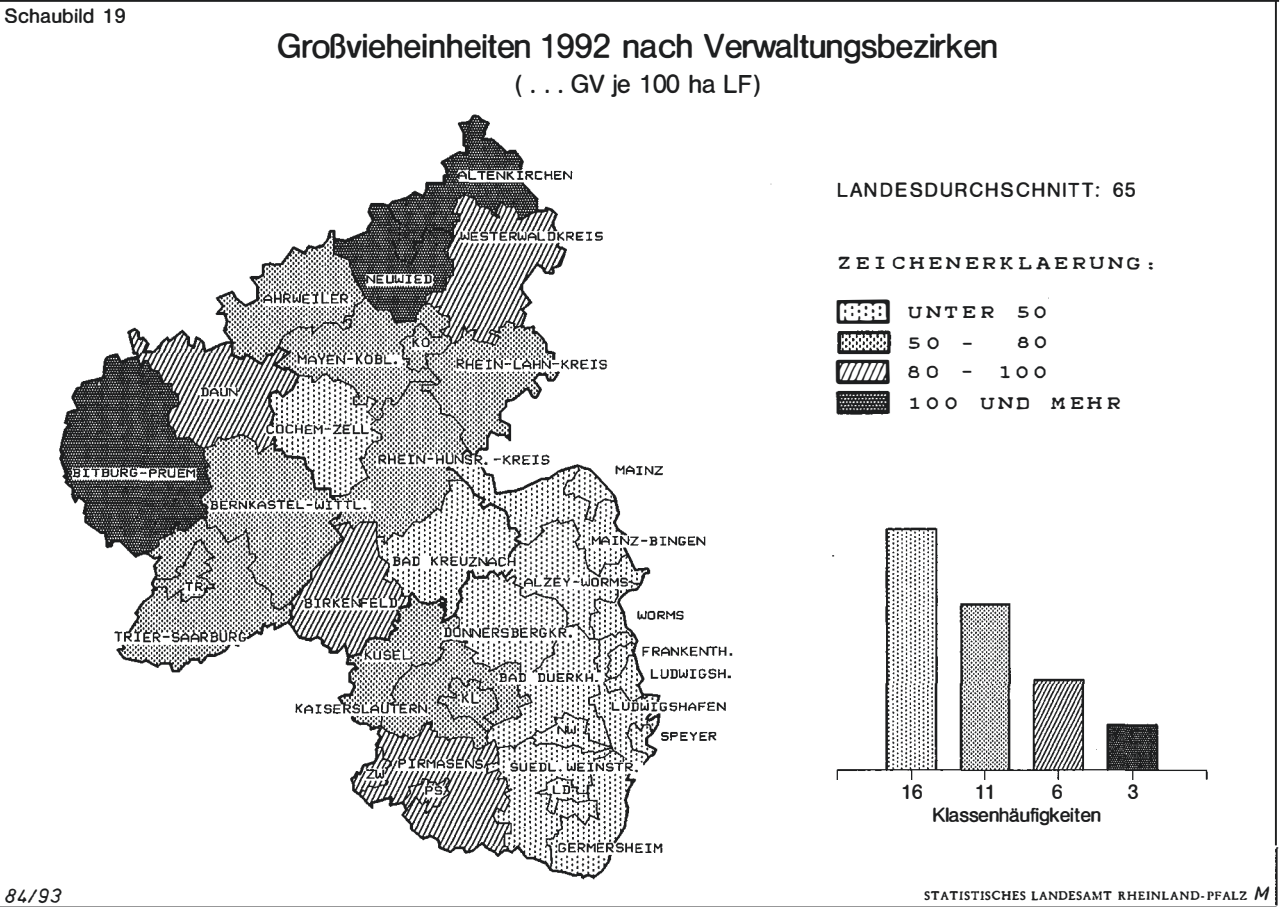 Schaubild 19
Großvieheinheiten 1992 nach Verwaltungsbezirken
( . . . GV je 100 ha LF)
ALTENKIRCHEN
WESTERWALDKREIS
NEUWIED
AHRWEILER
KO
MAYEN-KOBL.
RHEIN-LAHN-KREIS
DAUN
COCHEM-ZELL
RHEIN-HUNSR.-KREIS
BITBURG-PRUEM
MAINZ
BERNKASTEL-WITTL.
MAINZ-BINGEN
BAD KREUZNACH
ALZEY-WORMS
TR
BIRKENFELD
WORMS
TRIER-SAARBURG
DONNERSBERGKR.
KUSEL
FRANKENTH.
BAD DUERKH.
LUDWIGSH.
KL
KAISERSLAUTERN
LUDWIGSHAFEN
NW
SPEYER
PIRMASENS
SUEDL. WEINSTR.
ZW
PS
LD
GERMERSHEIM
LANDESDURCHSCHNITT: 65
ZEICHENERKLAERUNG:
UNTER 50
50 - 80
80 - 100
100 UND MEHR
16 11 6 3
Klassenhäufigkeiten
84/93
STATISTISCHES LANDESAMT RHEINLAND-PFALZ M